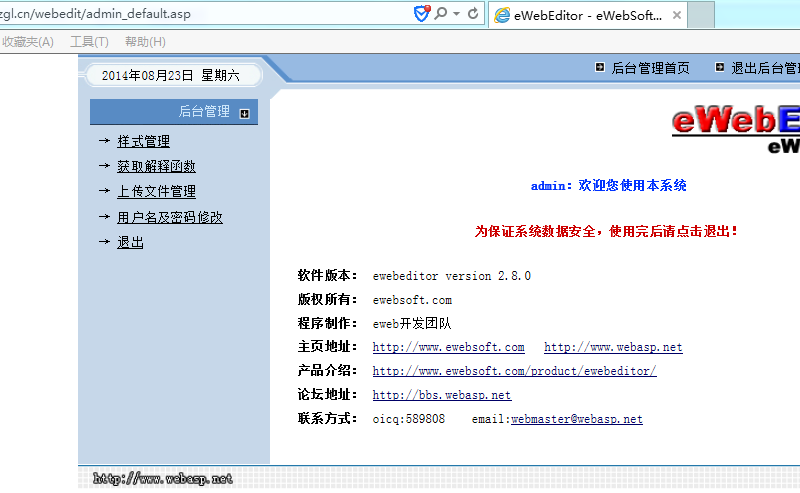 zgl.cn/webedit/admin_default.asp
eWebEditor - eWebSoft...
收藏夹(A) 工具(T) 帮助(H)
2014年08月23日 星期六
后台管理首页 退出后台管
后台管理
样式管理
获取解释函数
上传文件管理
用户名及密码修改
退出
eWebE
eW
admin：欢迎您使用本系统
为保证系统数据安全，使用完后请点击退出！
软件版本： ewebeditor version 2.8.0
版权所有： ewebsoft.com
程序制作： eweb开发团队
主页地址： http://www.ewebsoft.com http://www.webasp.net
产品介绍： http://www.ewebsoft.com/product/ewebeditor/
论坛地址： http://bbs.webasp.net
联系方式： oicq:589808 email:webmaster@webasp.net
http://www.webasp.net